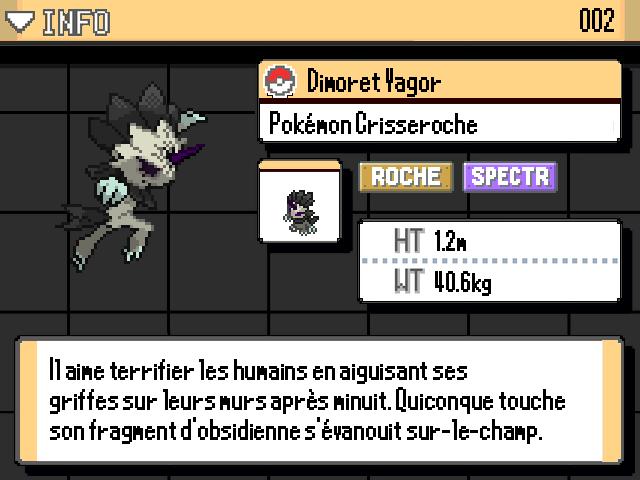 INFO
002
Dimoret Yagor
Pokémon Crisseroche
ROCHE SPECTR
HT 1.2m
WT 40.6kg
Il aime terrifier les humains en aiguisant ses
griffes sur leurs murs après minuit. Quiconque touche
son fragment d'obsidienne s'évanouit sur-le-champ.